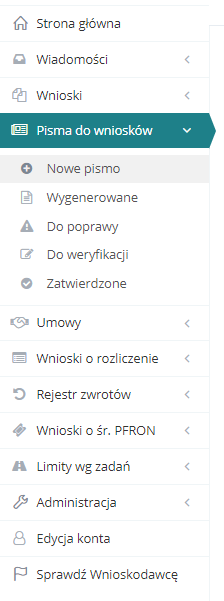 Strona główna
Wiadomości
Wnioski
Pisma do wniosków
Nowe pismo
Wygenerowane
Do poprawy
Do weryfikacji
Zatwierdzone
Umowy
Wnioski o rozliczenie
Rejestr zwrotów
Wnioski o śr. PFRON
Limity wg zadań
Administracja
Edycja konta
Sprawdź Wnioskodawcę